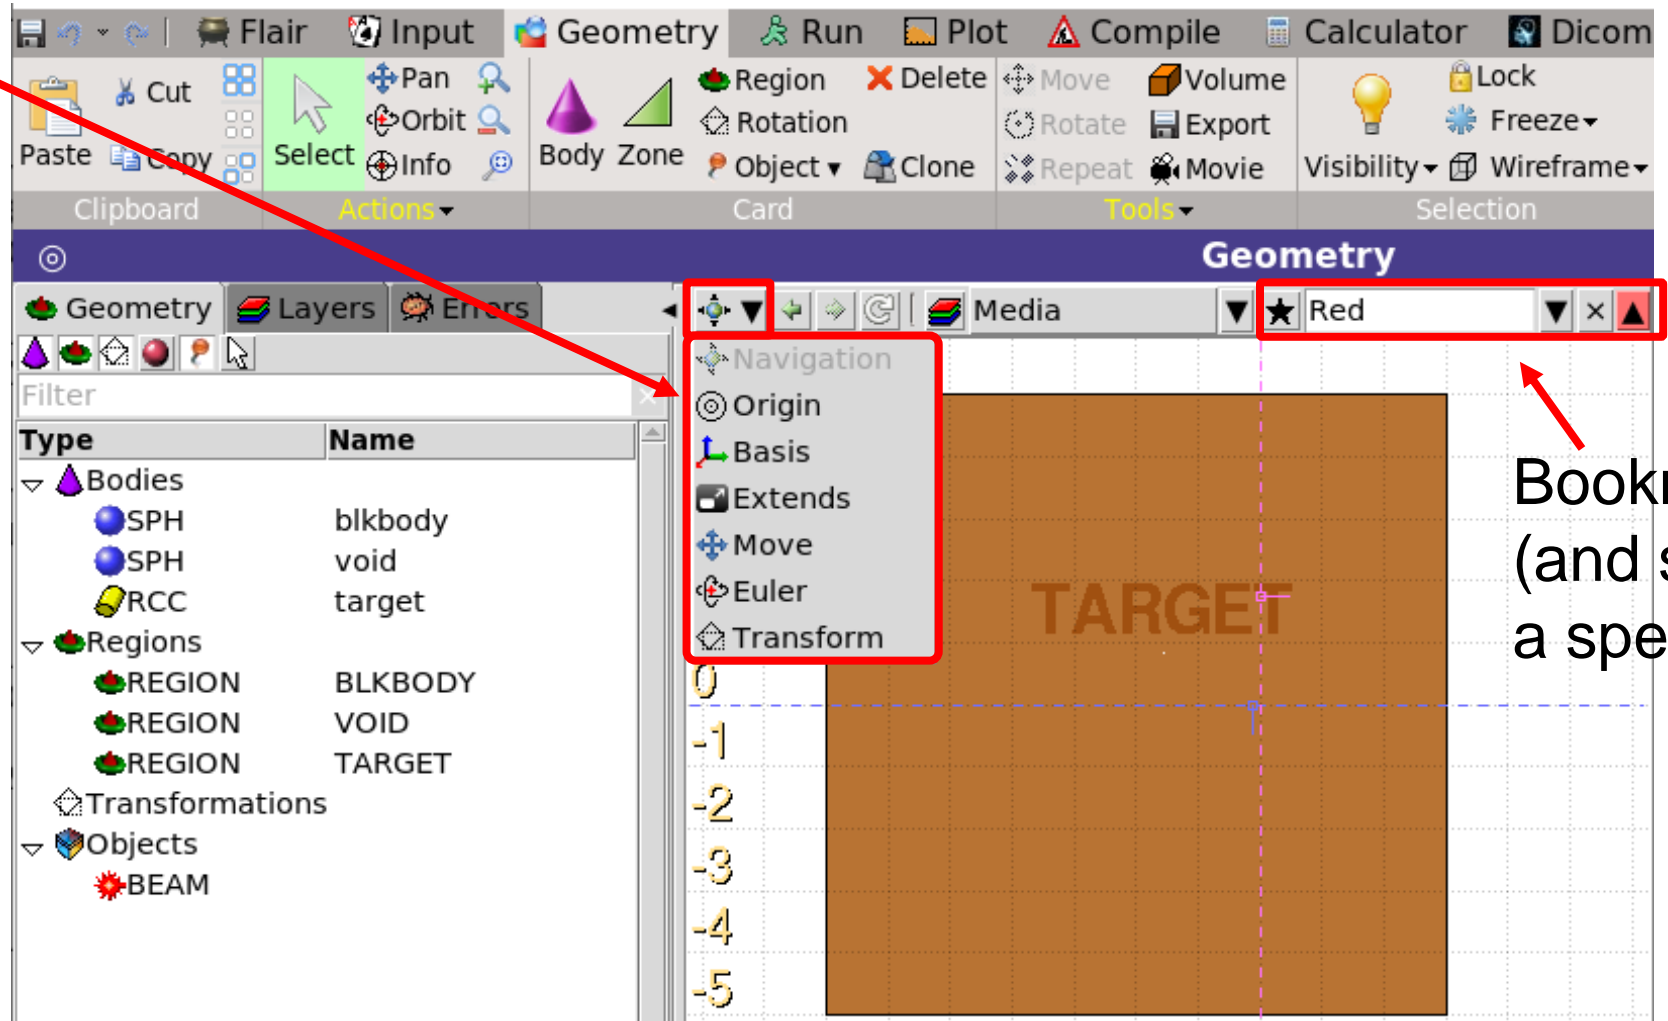 Flair Input Geometry Run Plot Compile Calculator Dicom
Paste Cut Copy
Select Pan Orbit Info
Body Zone Region Rotation Object Delete Clone
Move Rotate Repeat Volume Export Movie
Visibility Lock Freeze Wireframe
Clipboard Actions Card Tools Selection
Geometry
Geometry Layers Errors
Media Red
Filter
Type Name
Bodies
SPH blkbody
SPH void
RCC target
Regions
REGION BLKBODY
REGION VOID
REGION TARGET
Transformations
Objects
BEAM
Navigation
Origin
Basis
Extends
Move
Euler
Transform
TARGET
0
-1
-2
-3
-4
-5
(and
a